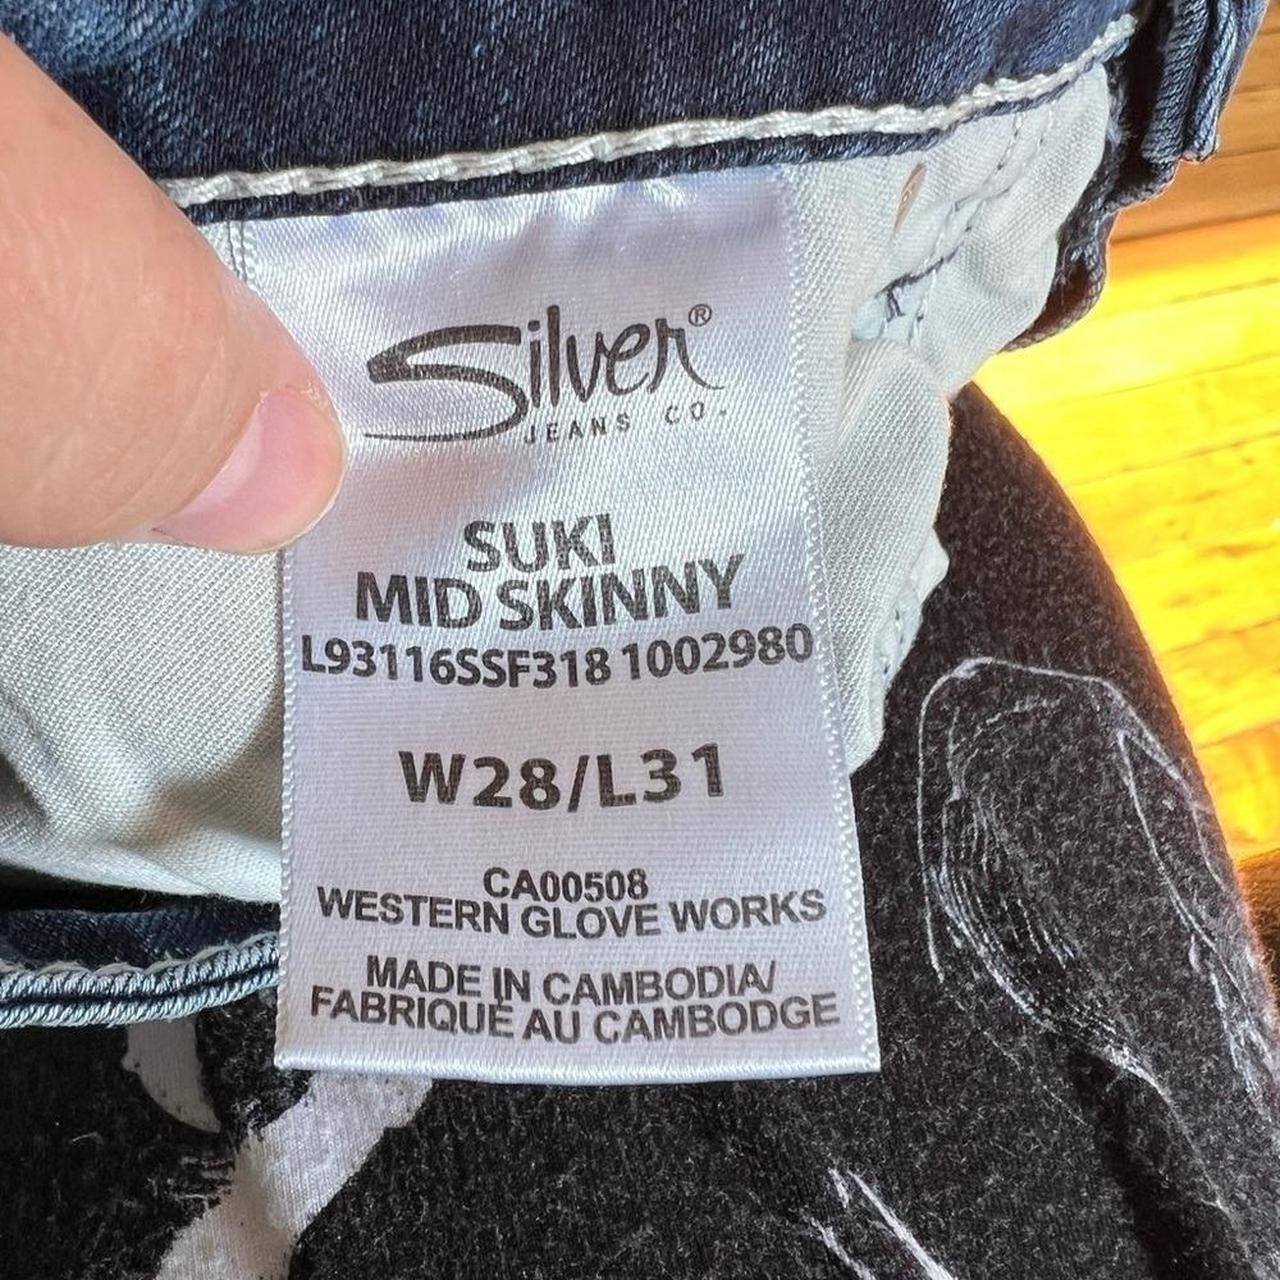 Silver®
JEANS CO.
SUKI
MID SKINNY
L93116SSF318 1002980
W28/L31
CA00508
WESTERN GLOVE WORKS
MADE IN CAMBODIA/
FABRIQUÉ AU CAMBODGE